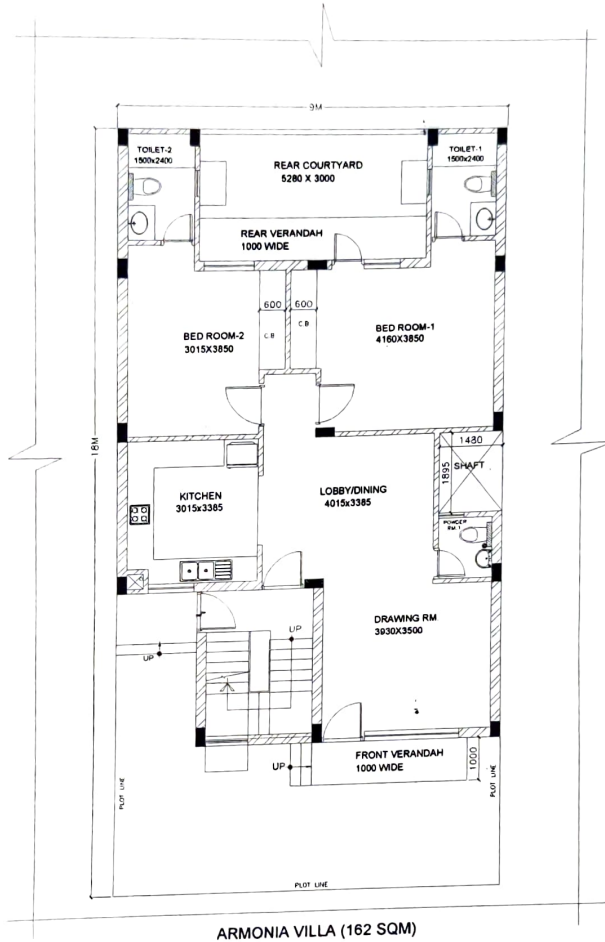 9M
TOILET-2
1500x2400
REAR COURTYARD
5280 X 3000
TOILET-1
1500x2400
REAR VERANDAH
1000 WIDE
600
600
BED ROOM-2
3015X3850
C.B
C.B
BED ROOM-1
4160X3850
18M
1480
SHAFT
1895
KITCHEN
3015x3385
LOBBY/DINING
4015x3385
POWDER
RM.1
DRAWING RM
3930X3500
UP
UP
UP
FRONT VERANDAH
1000 WIDE
1000
PLOT LINE
PLOT LINE
PLOT LINE
ARMONIA VILLA (162 SQM)